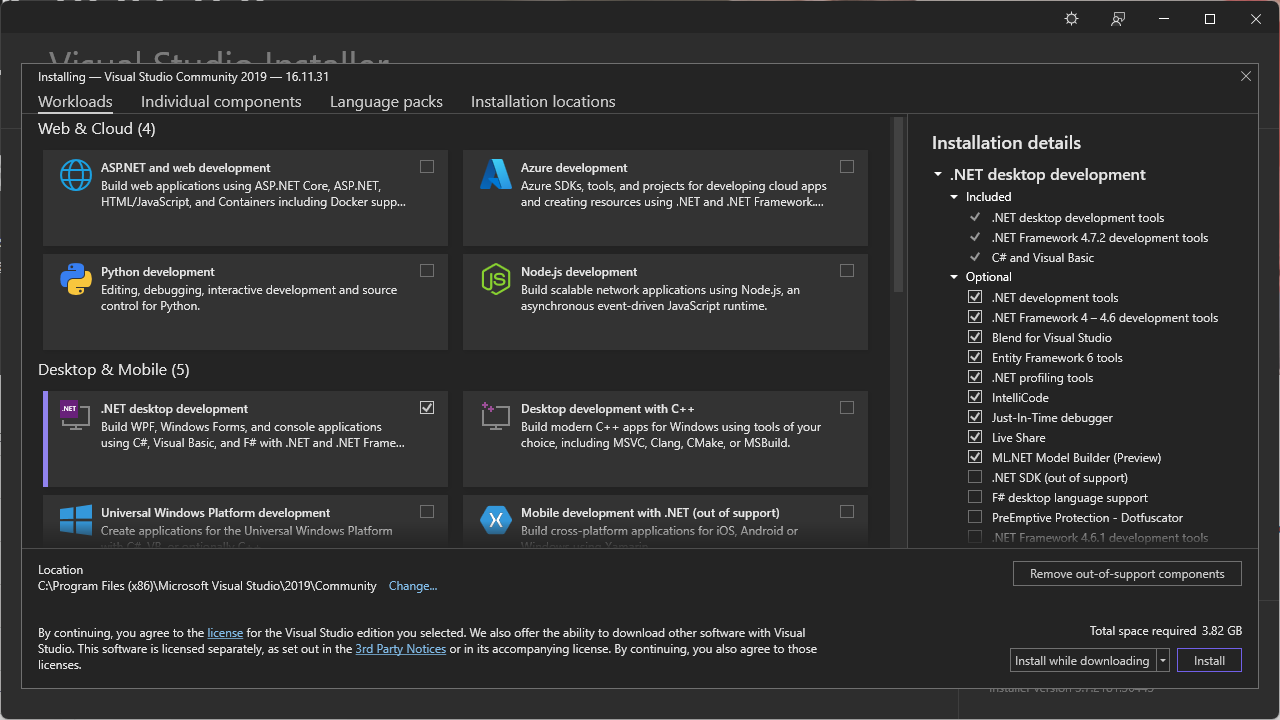 Visual Studio Installer
Installing — Visual Studio Community 2019 — 16.11.31
Workloads
Individual components
Language packs
Installation locations
Web & Cloud (4)
ASP.NET and web development
Build web applications using ASP.NET Core, ASP.NET,
HTML/JavaScript, and Containers including Docker supp...
Azure development
Azure SDKs, tools, and projects for developing cloud apps
and creating resources using .NET and .NET Framework....
Python development
Editing, debugging, interactive development and source
control for Python.
Node.js development
Build scalable network applications using Node.js, an
asynchronous event-driven JavaScript runtime.
Desktop & Mobile (5)
.NET
.NET desktop development
Build WPF, Windows Forms, and console applications
using C#, Visual Basic, and F# with .NET and .NET Frame...
Desktop development with C++
Build modern C++ apps for Windows using tools of your
choice, including MSVC, Clang, CMake, or MSBuild.
Universal Windows Platform development
Create applications for the Universal Windows Platform
with C#, VB, or optionally C++.
Mobile development with .NET (out of support)
Build cross-platform applications for iOS, Android or
Windows using Xamarin.
Installation details
.NET desktop development
Included
.NET desktop development tools
.NET Framework 4.7.2 development tools
C# and Visual Basic
Optional
.NET development tools
.NET Framework 4 – 4.6 development tools
Blend for Visual Studio
Entity Framework 6 tools
.NET profiling tools
IntelliCode
Just-In-Time debugger
Live Share
ML.NET Model Builder (Preview)
.NET SDK (out of support)
F# desktop language support
PreEmptive Protection - Dotfuscator
.NET Framework 4.6.1 development tools
Location
C:\Program Files (x86)\Microsoft Visual Studio\2019\Community
Change...
Remove out-of-support components
By continuing, you agree to the license for the Visual Studio edition you selected. We also offer the ability to download other software with Visual
Studio. This software is licensed separately, as set out in the 3rd Party Notices or in its accompanying license. By continuing, you also agree to those
licenses.
Total space required 3.82 GB
Install while downloading
Install